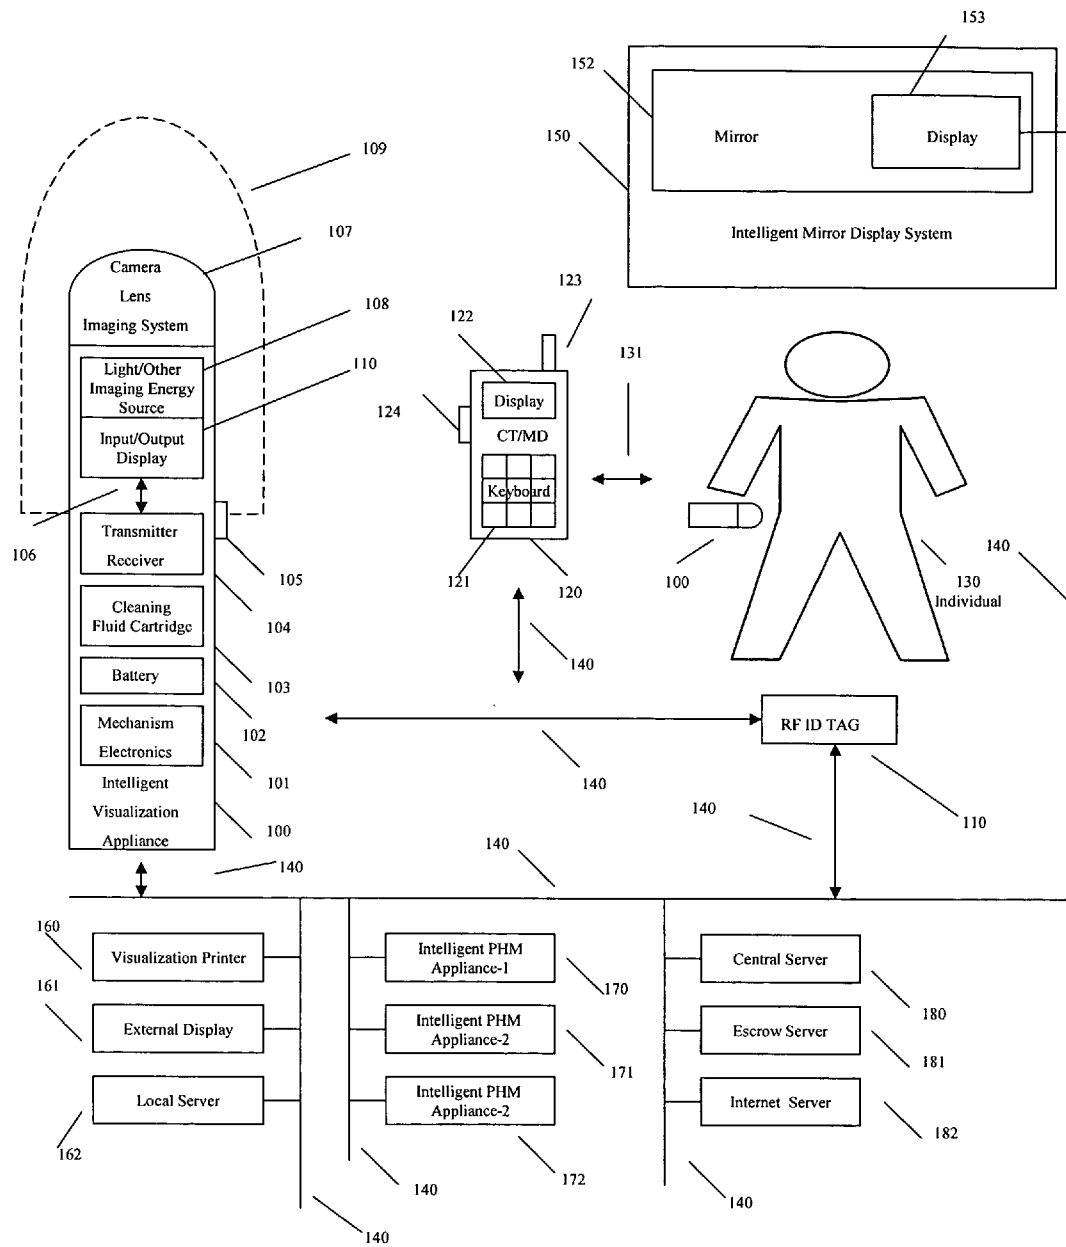 153
152
Mirror
Display
150
Intelligent Mirror Display System
109
107
Camera
Lens
Imaging System
108
Light/Other
Imaging Energy
Source
110
Input/Output
Display
106
Transmitter
Receiver
105
104
Cleaning
Fluid Cartridge
103
Battery
102
Mechanism
Electronics
101
Intelligent
Visualization
Appliance
100
140
123
122
Display
124
CT/MD
Keyboard
121
120
131
100
130
Individual
140
140
RF ID TAG
140
140
110
140
160
Visualization Printer
161
External Display
Local Server
162
Intelligent PHM
Appliance-1
170
Intelligent PHM
Appliance-2
171
Intelligent PHM
Appliance-2
172
140
140
Central Server
180
Escrow Server
181
Internet Server
182
140